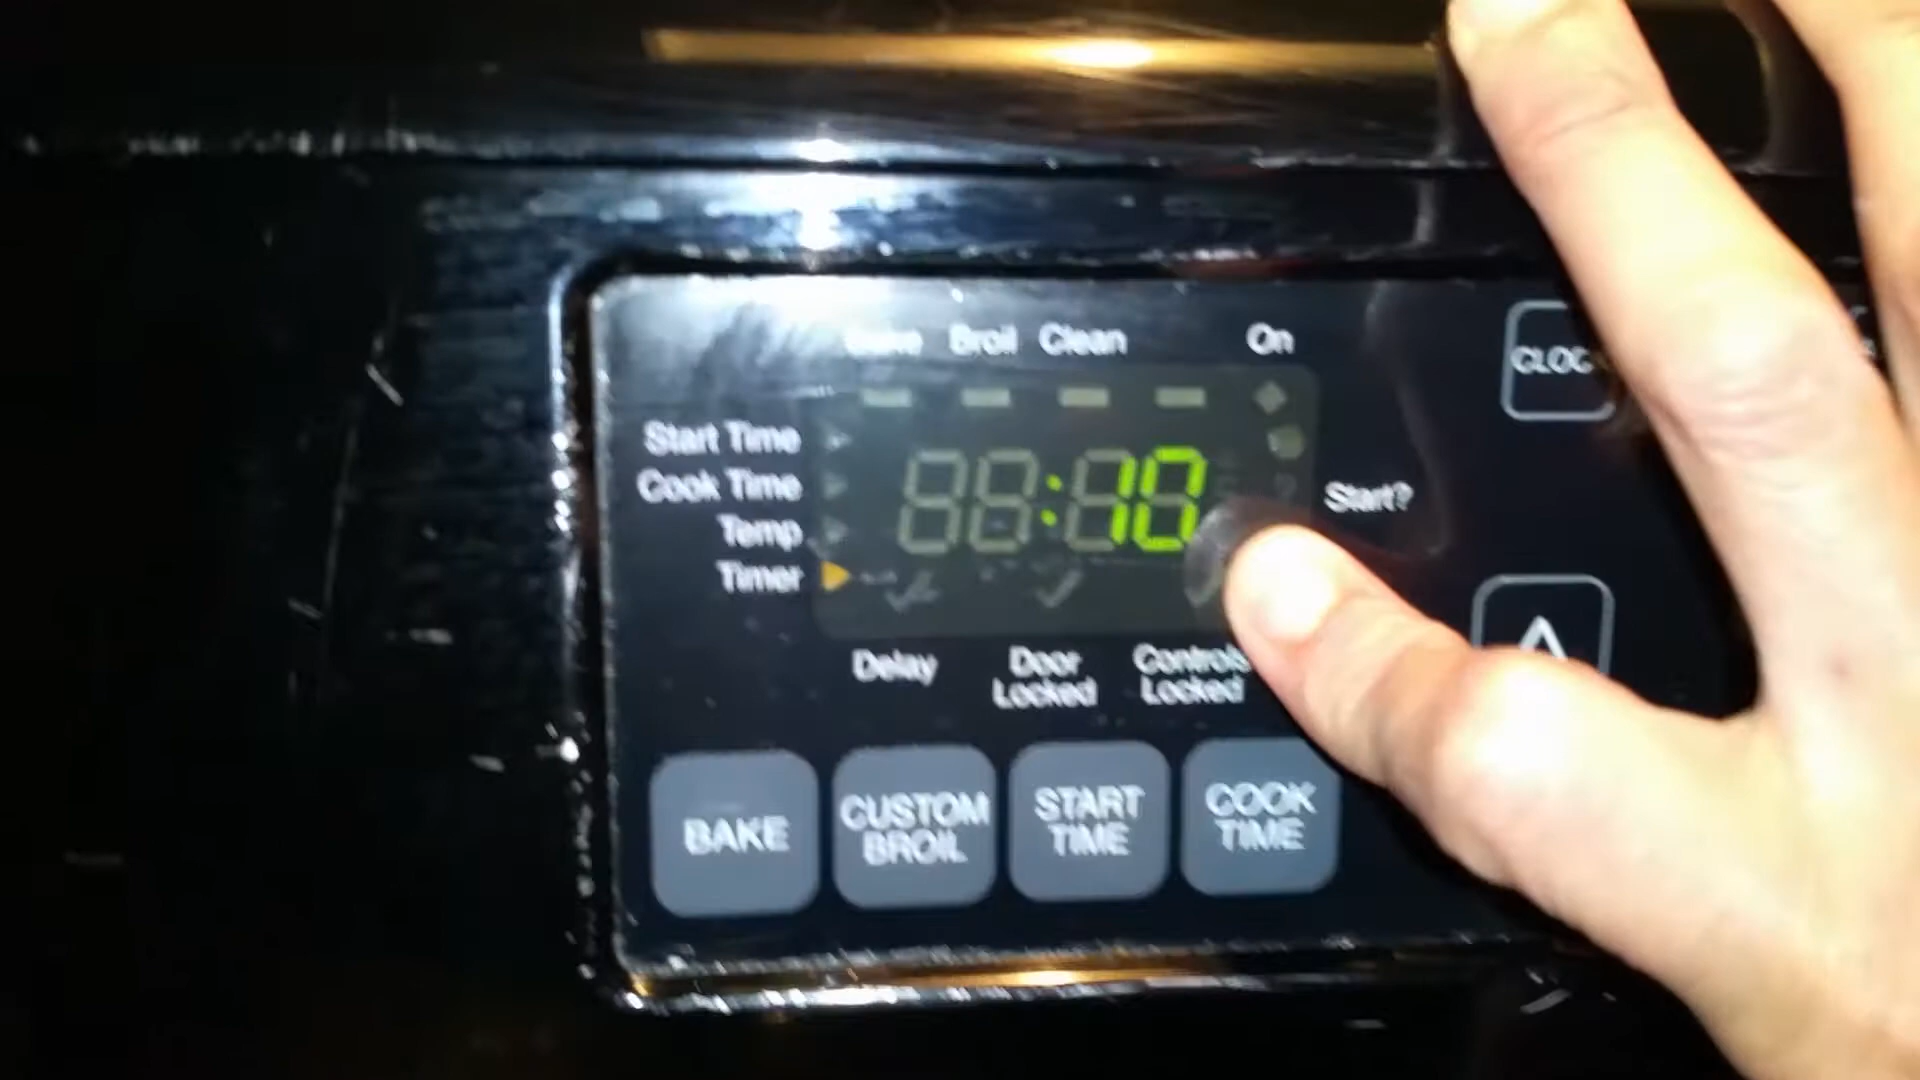 Broil Clean On
Start Time
Cook Time
Temp
Timer
:10
Start?
Delay
Door
Locked
Controls
Locked
BAKE
CUSTOM
BROIL
START
TIME
COOK
TIME